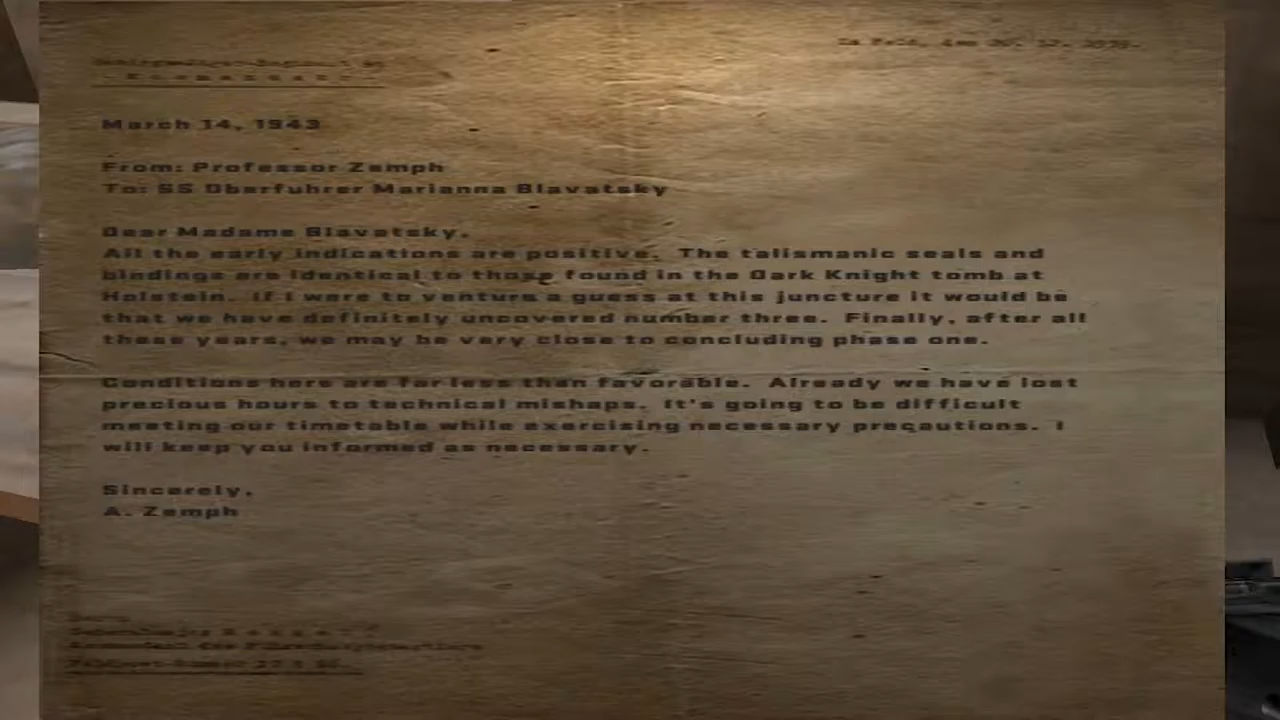 March 14, 1943
From: Professor Zemph
To: SS Oberfuhrer Marianna Blavatsky
Dear Madame Blavatsky,
All the early indications are positive. The talismanic seals and
bindings are identical to those found in the Dark Knight tomb at
Holstein. If I were to venture a guess at this juncture it would be
that we have definitely uncovered number three. Finally, after all
these years, we may be very close to concluding phase one.
Conditions here are far less than favorable. Already we have lost
precious hours to technical mishaps. It's going to be difficult
meeting our timetable while exercising necessary precautions. I
will keep you informed as necessary.
Sincerely,
A. Zemph